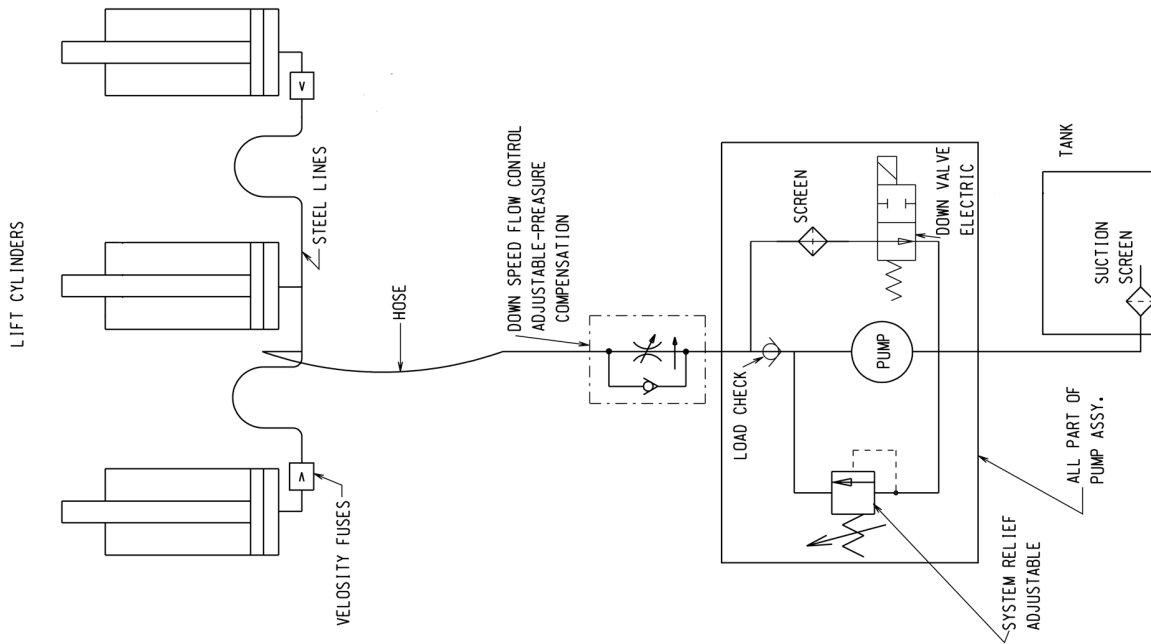 LIFT CYLINDERS
STEEL LINES
HOSE
VELOSITY FUSES
DOWN SPEED FLOW CONTROL
ADJUSTABLE-PREASURE
COMPENSATION
SCREEN
DOWN VALVE
ELECTRIC
LOAD CHECK
PUMP
SYSTEM RELIEF
ADJUSTABLE
ALL PART OF
PUMP ASSY.
TANK
SUCTION
SCREEN